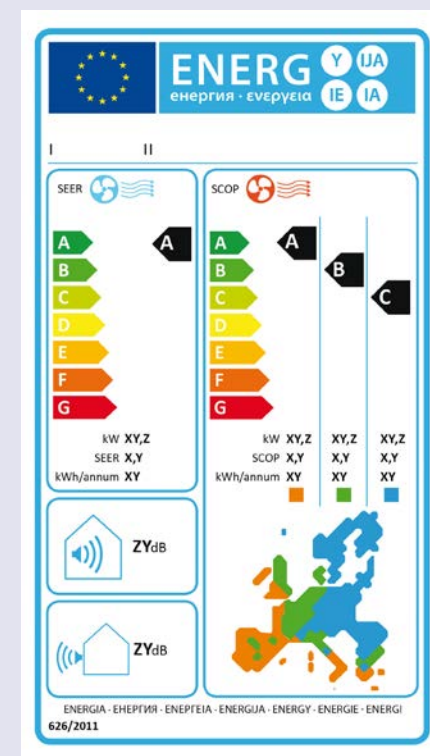 ENERG Y IJA
енергия · ενεργεια IE IA
I II
SEER
A A
B
C
D
E
F
G
kW XY,Z
SEER X,Y
kWh/annum XY
SCOP
A A
B B
C C
D
E
F
G
kW XY,Z XY,Z XY,Z
SCOP X,Y X,Y X,Y
kWh/annum XY XY XY
ZYdB
ZYdB
ENERGIA · ЕНЕРГИЯ · ΕΝΕΡΓΕΙΑ · ENERGIJA · ENERGY · ENERGIE · ENERGI
626/2011